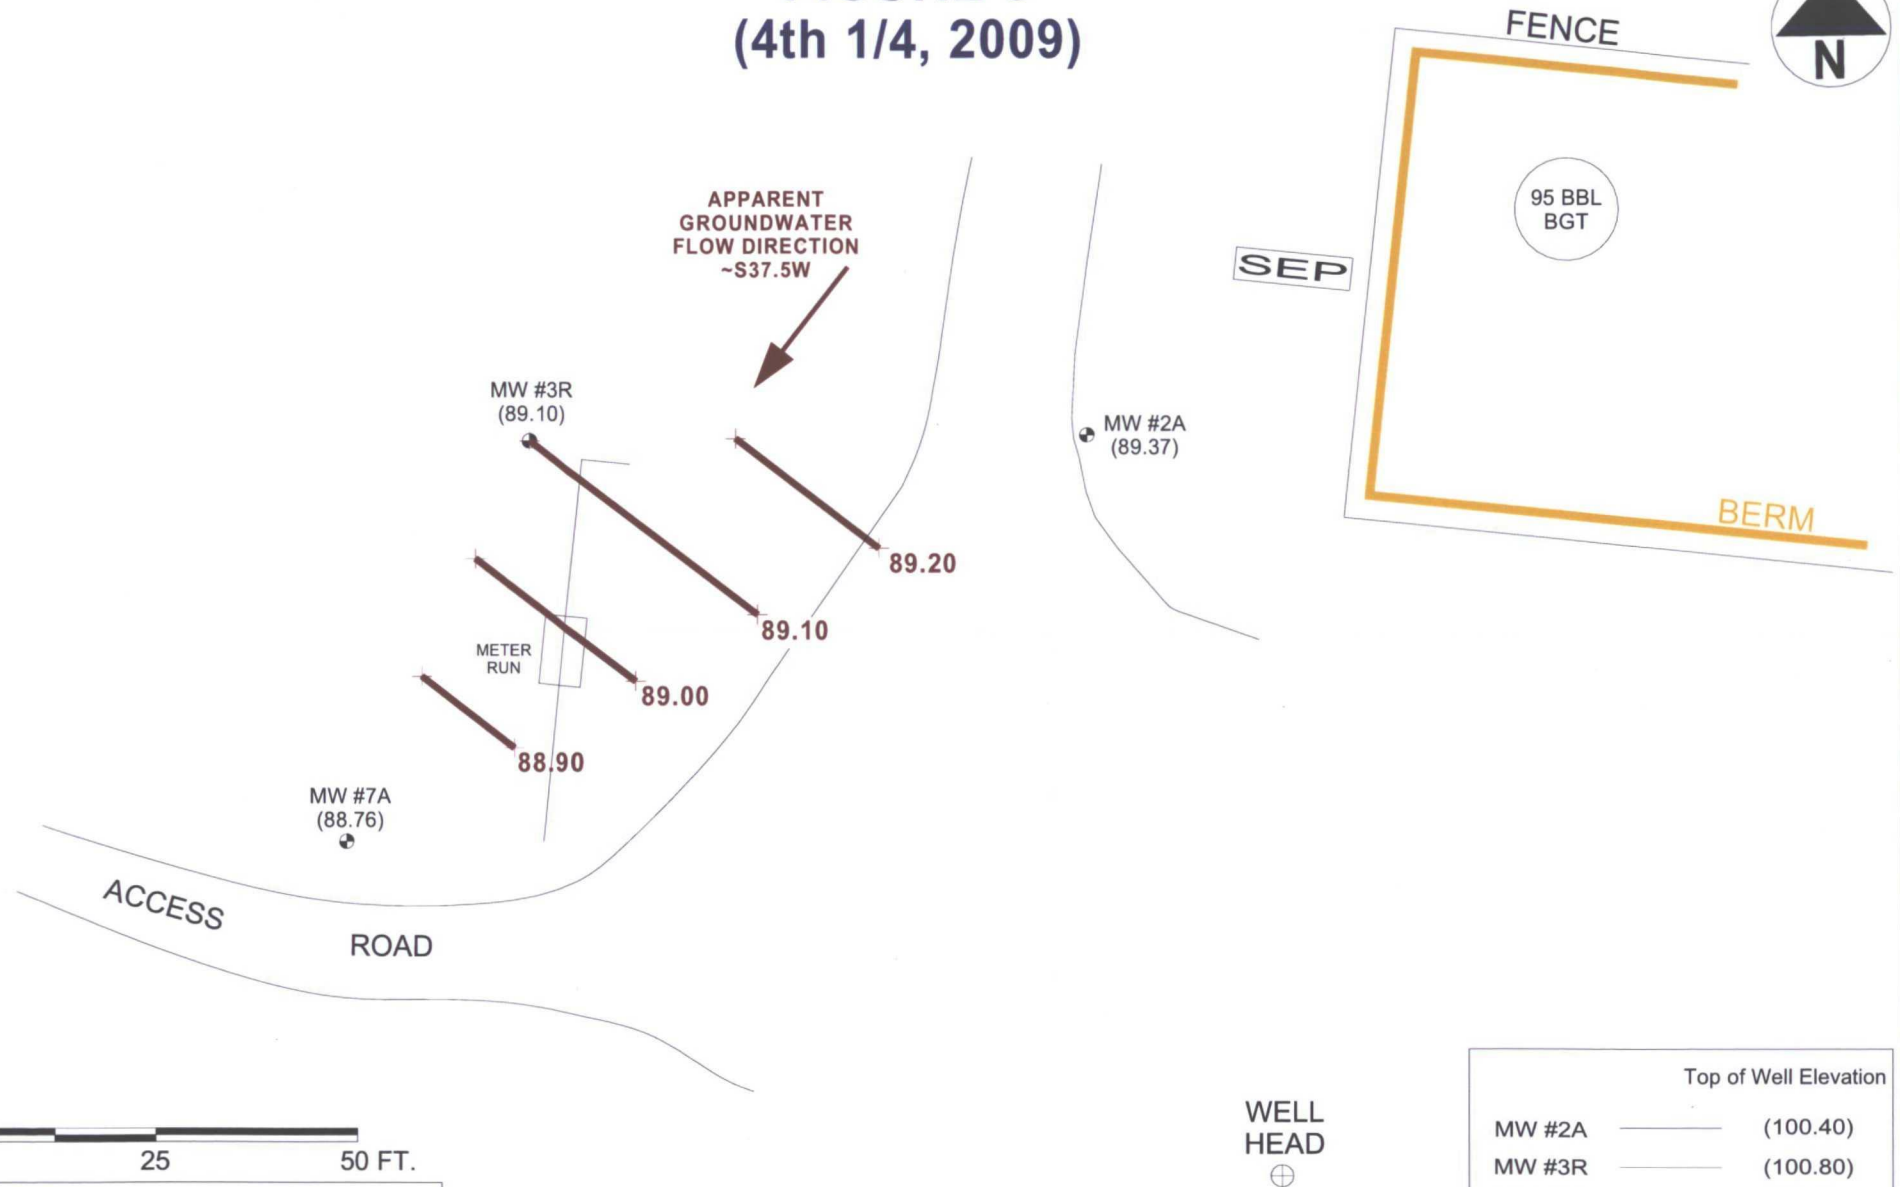 (4th 1/4, 2009)
FENCE
N
95 BBL
BGT
APPARENT
GROUNDWATER
FLOW DIRECTION
~S37.5W
SEP
MW #3R
(89.10)
MW #2A
(89.37)
BERM
89.20
89.10
METER
RUN
89.00
88.90
MW #7A
(88.76)
ACCESS
ROAD
25
50 FT.
WELL
HEAD
Top of Well Elevation
MW #2A
(100.40)
MW #3R
(100.80)